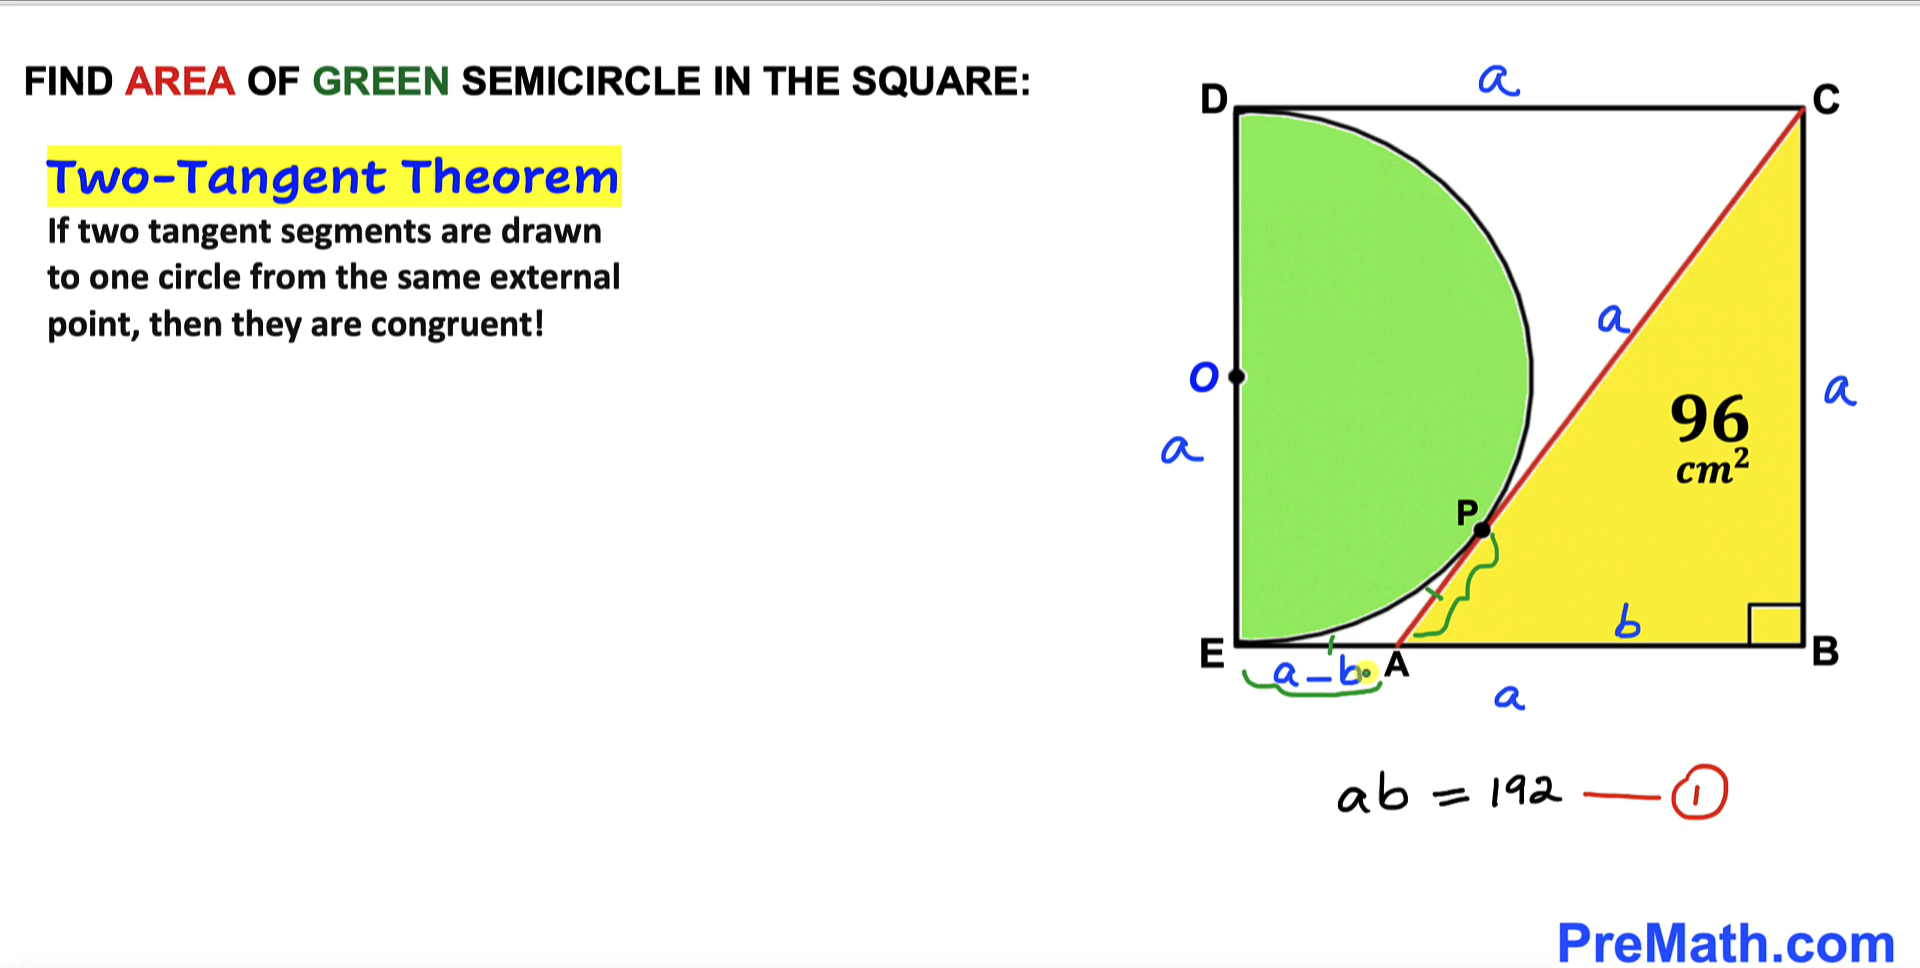 FIND AREA OF GREEN SEMICIRCLE IN THE SQUARE:
Two-Tangent Theorem
If two tangent segments are drawn
to one circle from the same external
point, then they are congruent!
D
a
C
a
O
a
a
96
cm²
P
b
E
a-b
A
B
a
ab = 192 — ①
PreMath.com